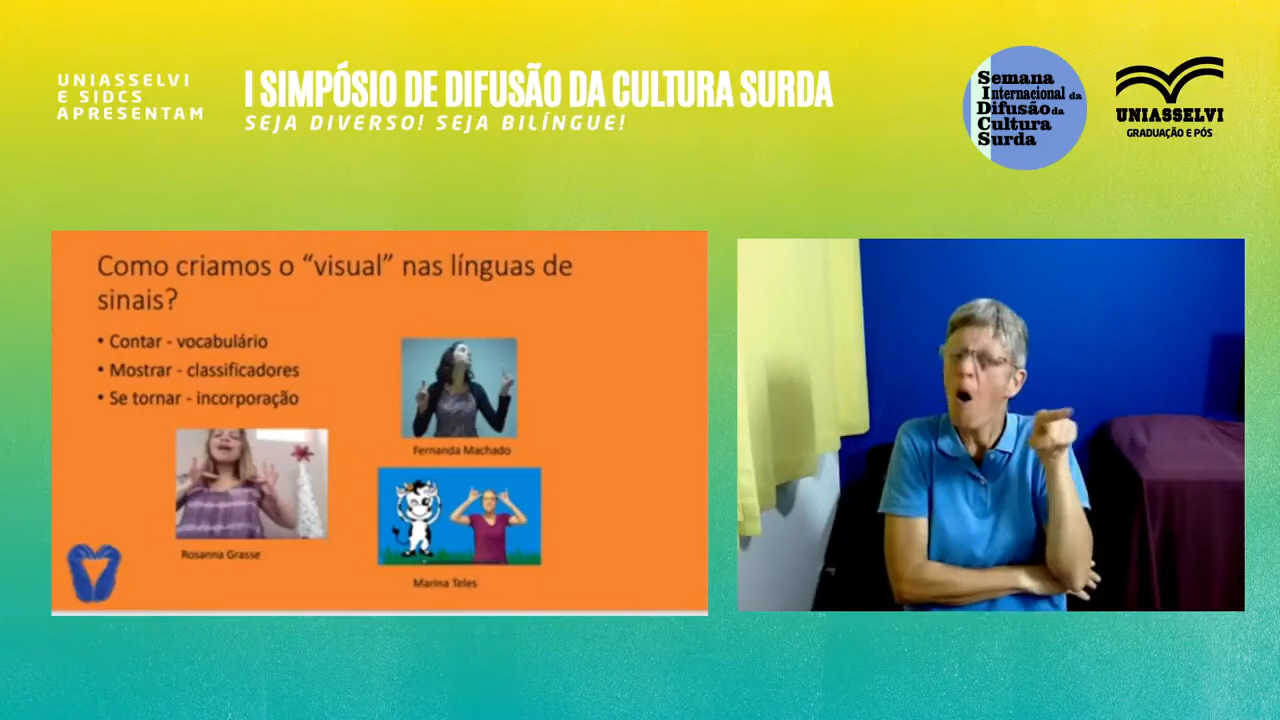 UNIASSELVI
E SIDCS
APRESENTAM
I SIMPÓSIO DE DIFUSÃO DA CULTURA SURDA
SEJA DIVERSO! SEJA BILÍNGUE!
Semana
Internacional da
Difusão da
Cultura
Surda
UNIASSELVI
GRADUAÇÃO E PÓS
Como criamos o “visual” nas línguas de
sinais?
• Contar - vocabulário
• Mostrar - classificadores
• Se tornar - incorporação
Fernanda Machado
Rosanna Grasse
Marina Teles